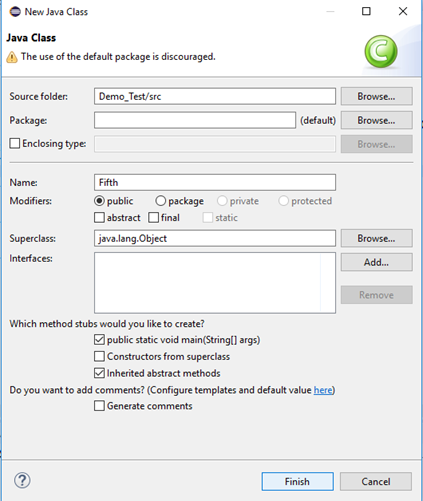 New Java Class
Java Class
The use of the default package is discouraged.
C
Source folder: Demo_Test/src Browse...
Package: (default) Browse...
Enclosing type: Browse...
Name: Fifth
Modifiers: public package private protected
abstract final static
Superclass: java.lang.Object Browse...
Interfaces: Add...
Remove
Which method stubs would you like to create?
public static void main(String[] args)
Constructors from superclass
Inherited abstract methods
Do you want to add comments? (Configure templates and default value here)
Generate comments
? Finish Cancel